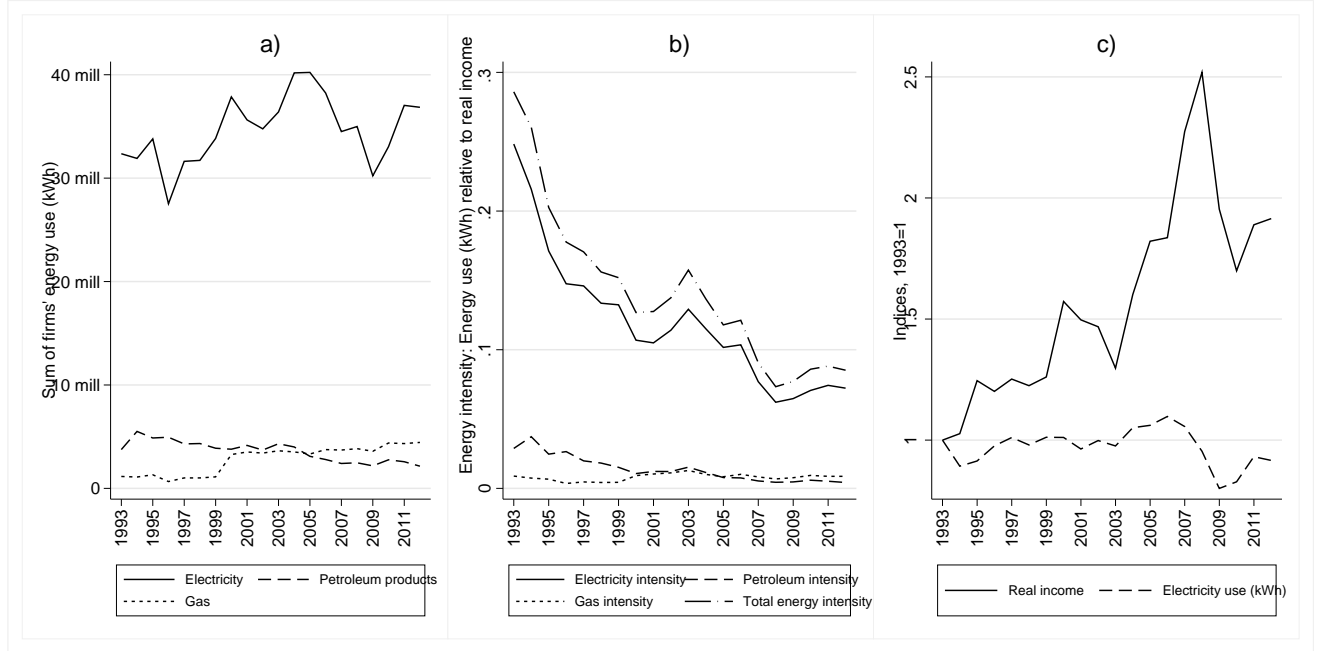 a)
Sum of firms' energy use (kWh)
40 mill
30 mill
20 mill
10 mill
0
1993
1995
1997
1999
2001
2003
2005
2007
2009
2011
Electricity
Petroleum products
Gas
b)
Energy intensity: Energy use (kWh) relative to real income
.3
.2
.1
0
1993
1995
1997
1999
2001
2003
2005
2007
2009
2011
Electricity intensity
Petroleum intensity
Gas intensity
Total energy intensity
c)
Indices, 1993=1
2.5
2
1.5
1
1993
1995
1997
1999
2001
2003
2005
2007
2009
2011
Real income
Electricity use (kWh)